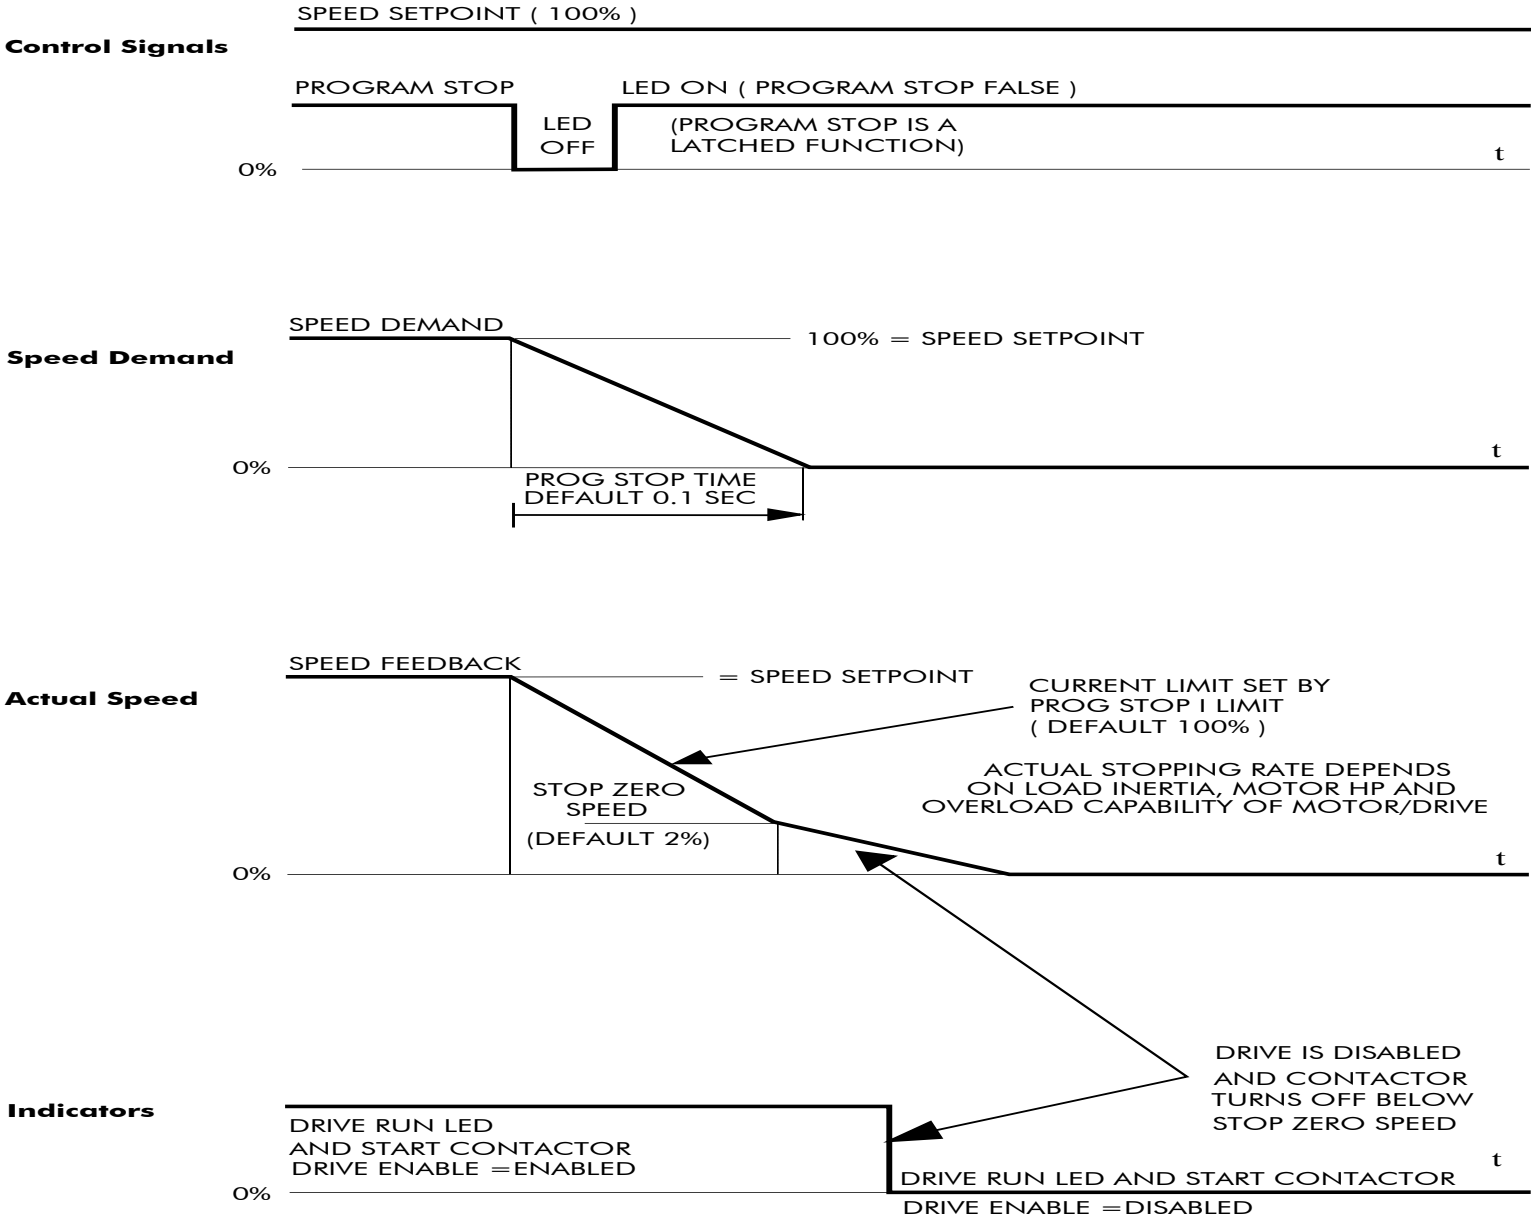 SPEED SETPOINT ( 100% )
Control Signals
PROGRAM STOP
LED ON ( PROGRAM STOP FALSE )
LED
OFF
(PROGRAM STOP IS A
LATCHED FUNCTION)
t
0%
SPEED DEMAND
100% = SPEED SETPOINT
Speed Demand
t
0%
PROG STOP TIME
DEFAULT 0.1 SEC
SPEED FEEDBACK
= SPEED SETPOINT
Actual Speed
CURRENT LIMIT SET BY
PROG STOP I LIMIT
( DEFAULT 100% )
ACTUAL STOPPING RATE DEPENDS
ON LOAD INERTIA, MOTOR HP AND
OVERLOAD CAPABILITY OF MOTOR/DRIVE
STOP ZERO
SPEED
(DEFAULT 2%)
t
0%
DRIVE IS DISABLED
AND CONTACTOR
TURNS OFF BELOW
STOP ZERO SPEED
Indicators
DRIVE RUN LED
AND START CONTACTOR
DRIVE ENABLE =ENABLED
t
0%
DRIVE RUN LED AND START CONTACTOR
DRIVE ENABLE =DISABLED